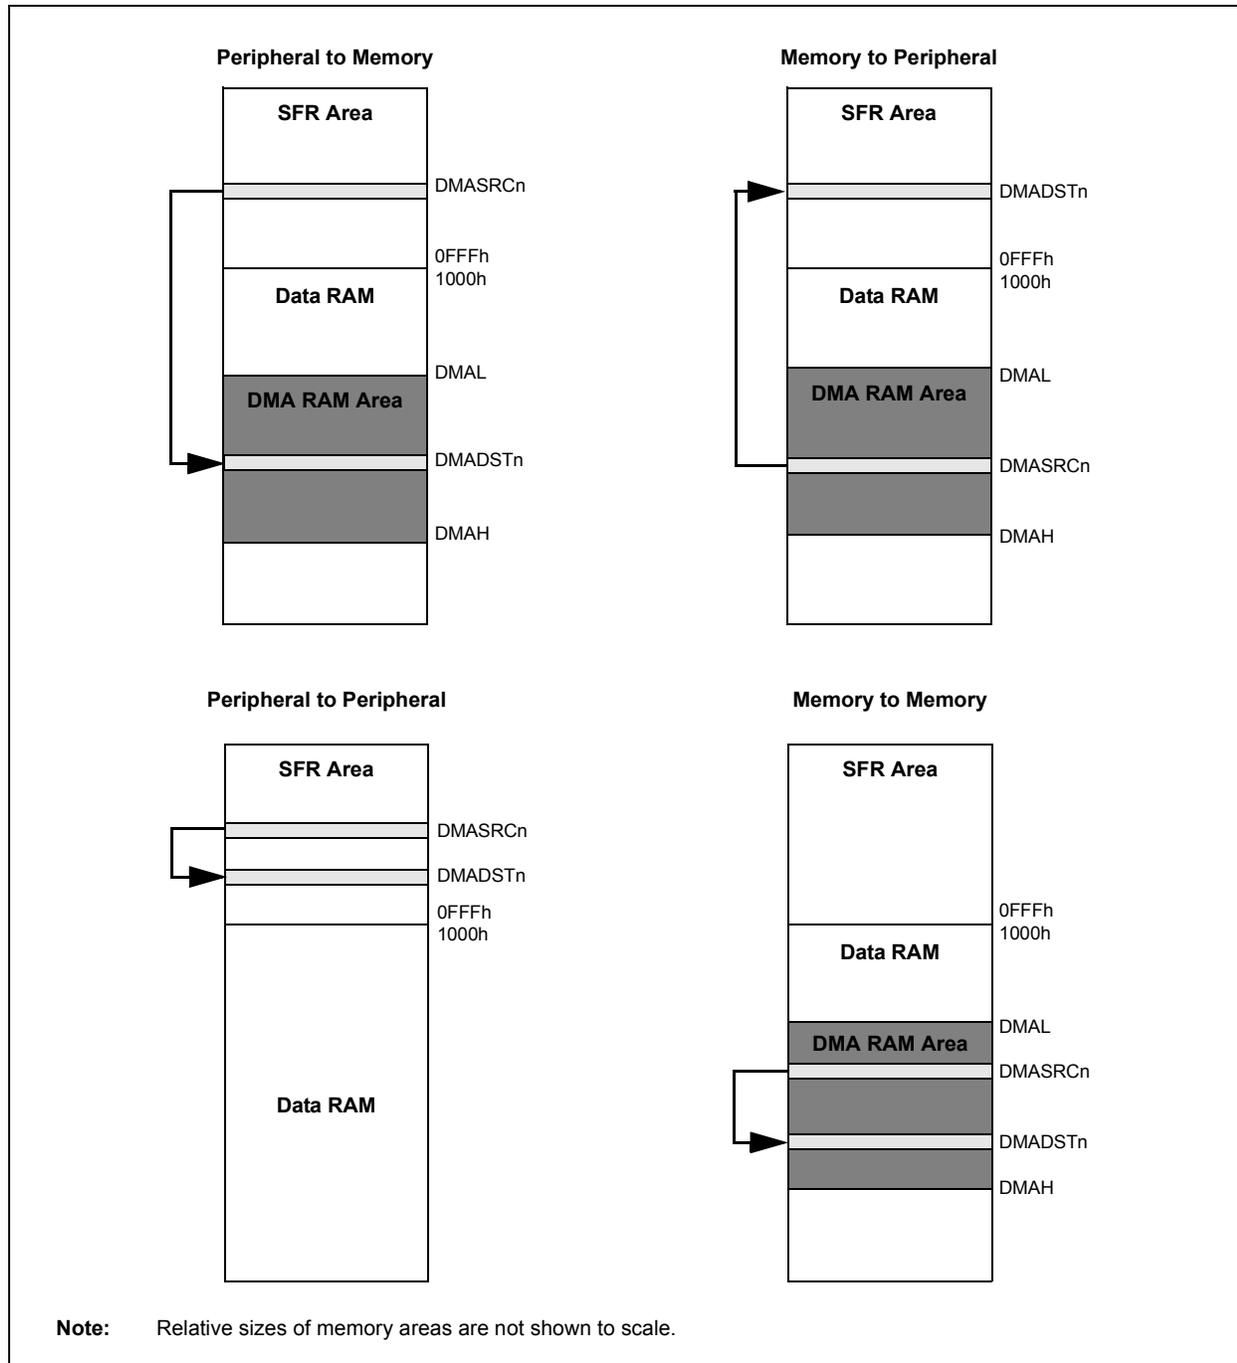 Peripheral to Memory
SFR Area
DMASRCn
0FFFh
1000h
Data RAM
DMAL
DMA RAM Area
DMADSTn
DMAH
Memory to Peripheral
SFR Area
DMADSTn
0FFFh
1000h
Data RAM
DMAL
DMA RAM Area
DMASRCn
DMAH
Peripheral to Peripheral
SFR Area
DMASRCn
DMADSTn
0FFFh
1000h
Data RAM
Memory to Memory
SFR Area
0FFFh
1000h
Data RAM
DMAL
DMA RAM Area
DMASRCn
DMADSTn
DMAH
Note: Relative sizes of memory areas are not shown to scale.